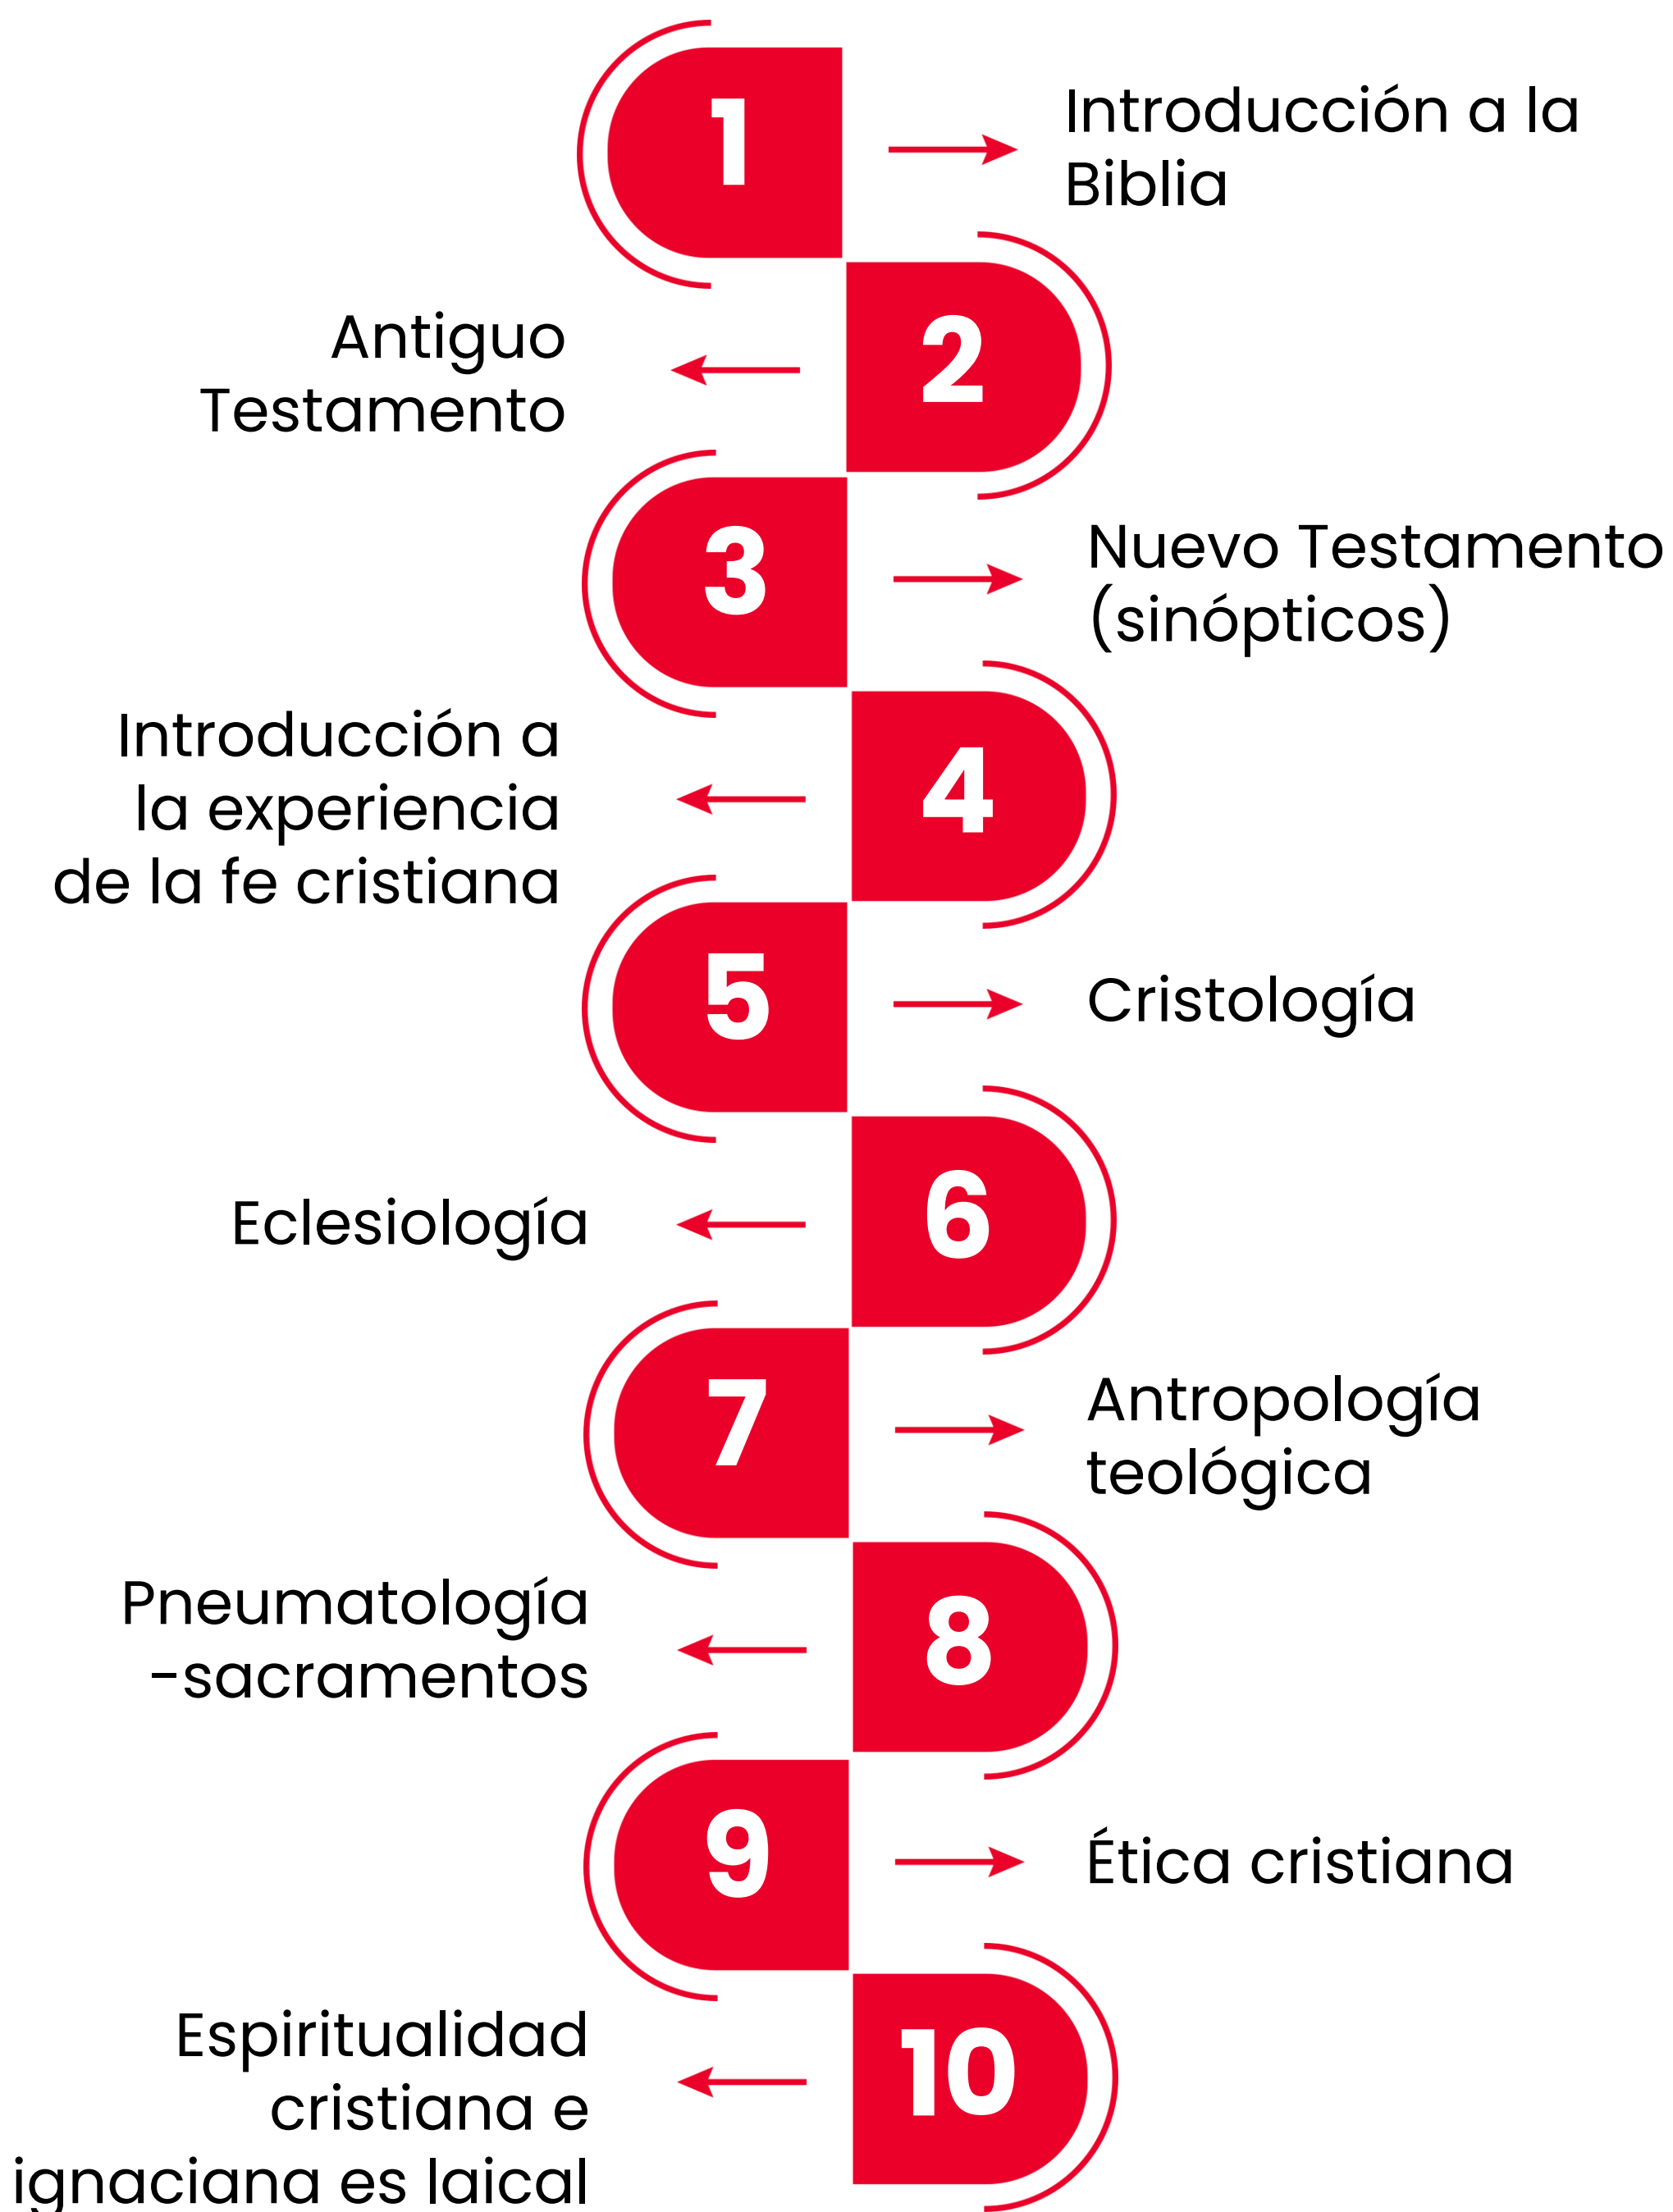 1
Introducción a la
Biblia
2
Antiguo
Testamento
3
Nuevo Testamento
(sinópticos)
4
Introducción a
la experiencia
de la fe cristiana
5
Cristología
6
Eclesiología
7
Antropología
teológica
8
Pneumatología
-sacramentos
9
Ética cristiana
10
Espiritualidad
cristiana e
ignaciana es laical